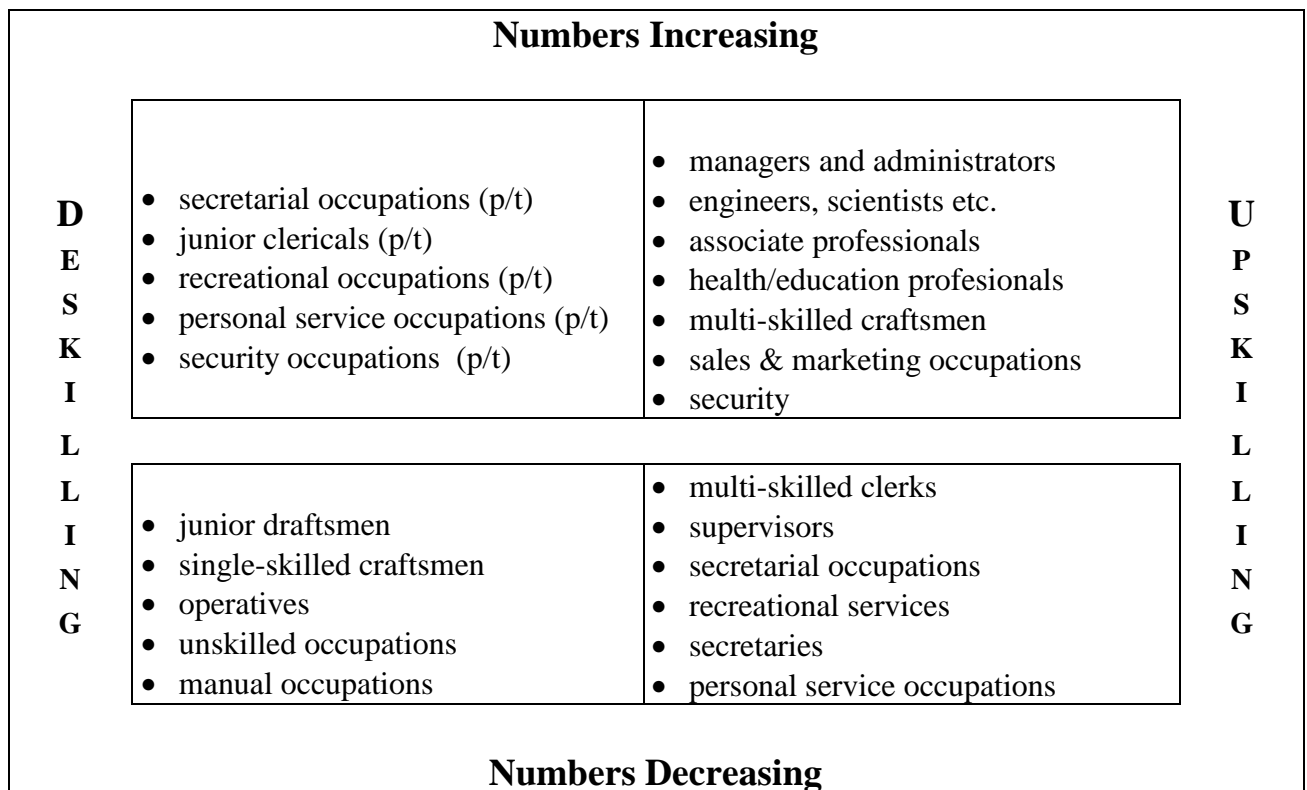 Numbers Increasing
DESKILLING
• secretarial occupations (p/t)
• junior clericals (p/t)
• recreational occupations (p/t)
• personal service occupations (p/t)
• security occupations (p/t)
• managers and administrators
• engineers, scientists etc.
• associate professionals
• health/education profesionals
• multi-skilled craftsmen
• sales & marketing occupations
• security
UPSKILLING
• junior draftsmen
• single-skilled craftsmen
• operatives
• unskilled occupations
• manual occupations
• multi-skilled clerks
• supervisors
• secretarial occupations
• recreational services
• secretaries
• personal service occupations
Numbers Decreasing